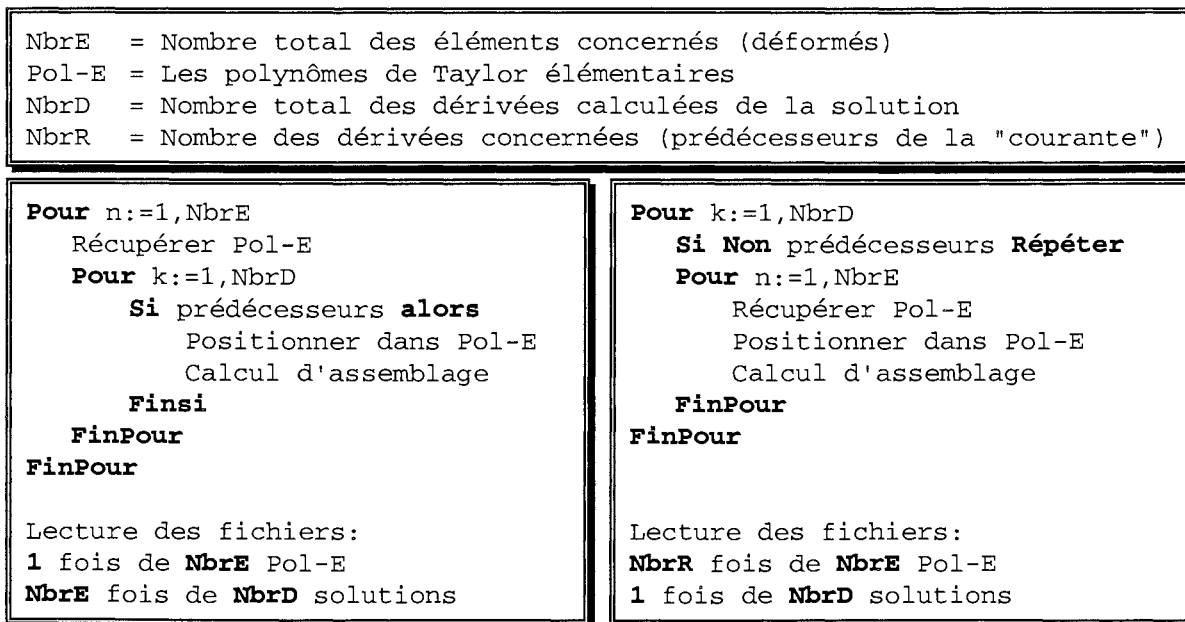 NbrE = Nombre total des éléments concernés (déformés)
Pol-E = Les polynômes de Taylor élémentaires
NbrD = Nombre total des dérivées calculées de la solution
NbrR = Nombre des dérivées concernées (prédécesseurs de la "courante")
Pour n:=1,NbrE
Récupérer Pol-E
Pour k:=1,NbrD
Si prédécesseurs alors
Positionner dans Pol-E
Calcul d'assemblage
Finsi
FinPour
FinPour
Lecture des fichiers:
1 fois de NbrE Pol-E
NbrE fois de NbrD solutions
Pour k:=1,NbrD
Si Non prédécesseurs Répéter
Pour n:=1,NbrE
Récupérer Pol-E
Positionner dans Pol-E
Calcul d'assemblage
FinPour
FinPour
Lecture des fichiers:
NbrR fois de NbrE Pol-E
1 fois de NbrD solutions